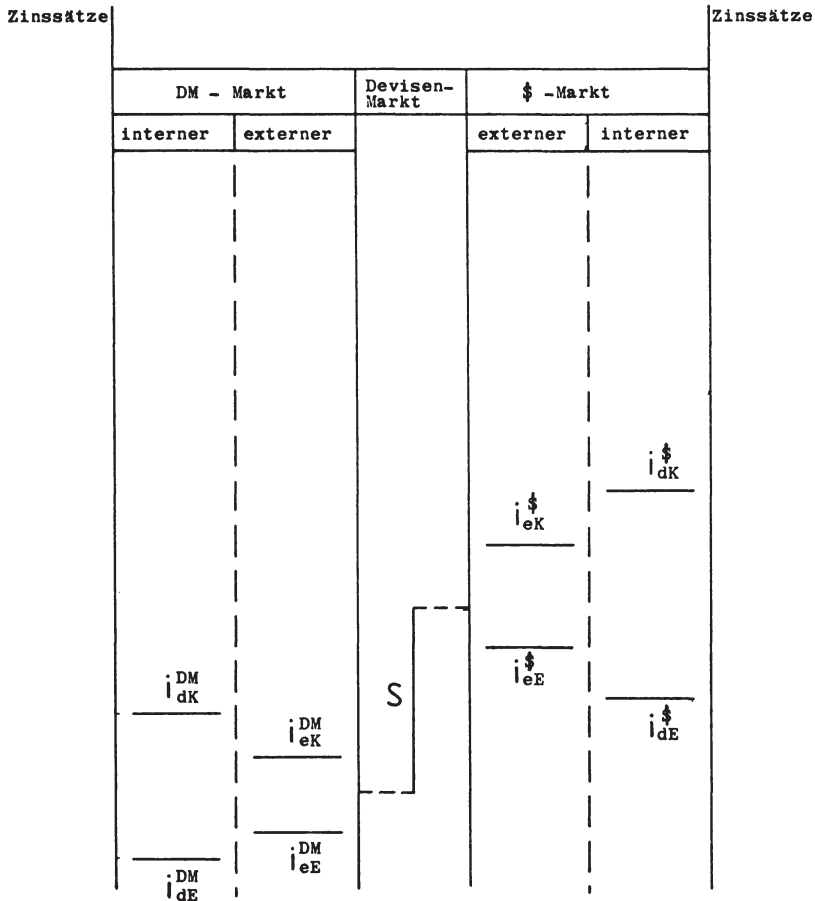 Zinssätze Zinssätze
DM - Markt
Devisen-
Markt
$ -Markt
interner externer externer interner
i$dK
i$eK
i$eE
i$dE
S
iDMdK
iDMeK
iDMeE
iDMdE